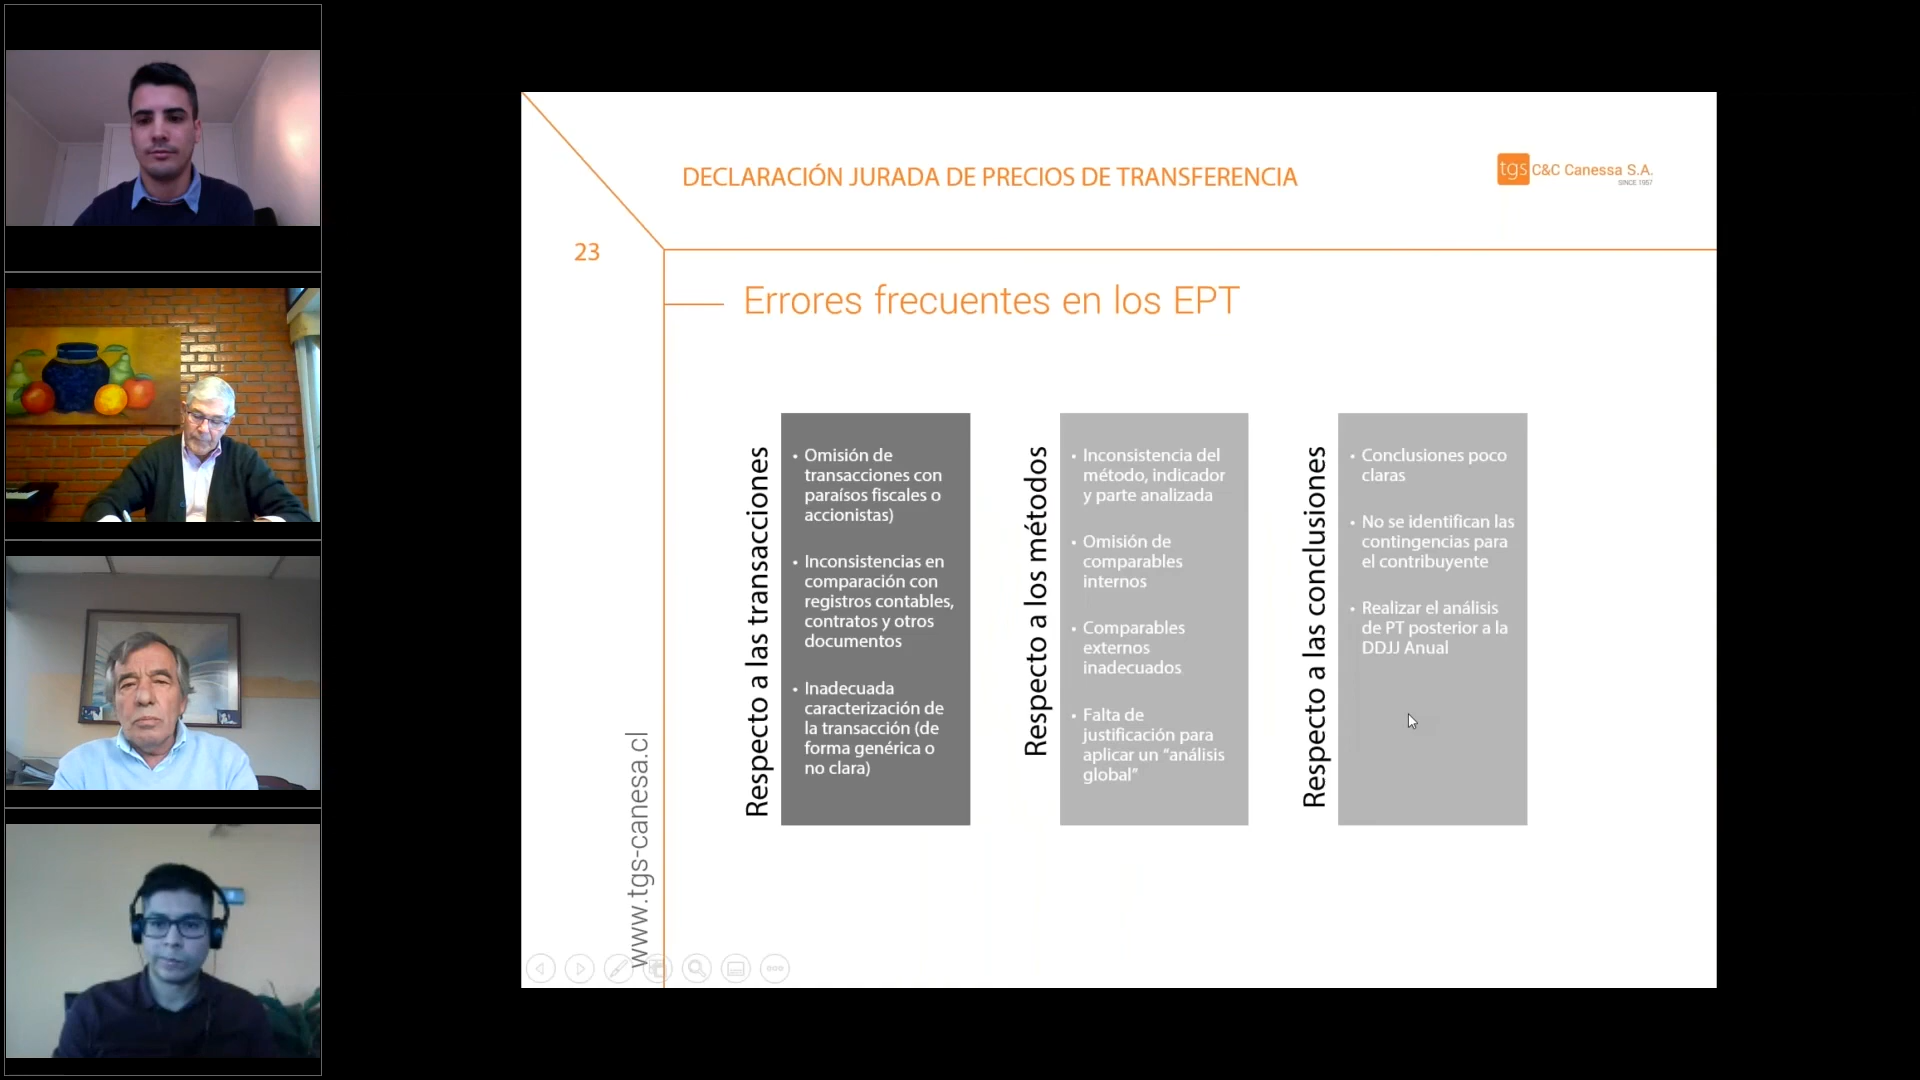 DECLARACIÓN JURADA DE PRECIOS DE TRANSFERENCIA
tgs C&C Canessa S.A.
SINCE 1957
23
Errores frecuentes en los EPT
Respecto a las transacciones
• Omisión de
transacciones con
paraísos fiscales o
accionistas)
• Inconsistencias en
comparación con
registros contables,
contratos y otros
documentos
• Inadecuada
caracterización de
la transacción (de
forma genérica o
no clara)
Respecto a los métodos
• Inconsistencia del
método, indicador
y parte analizada
• Omisión de
comparables
internos
• Comparables
externos
inadecuados
• Falta de
justificación para
aplicar un “análisis
global”
Respecto a las conclusiones
• Conclusiones poco
claras
• No se identifican las
contingencias para
el contribuyente
• Realizar el análisis
de PT posterior a la
DDJJ Anual
www.tgs-canesa.cl